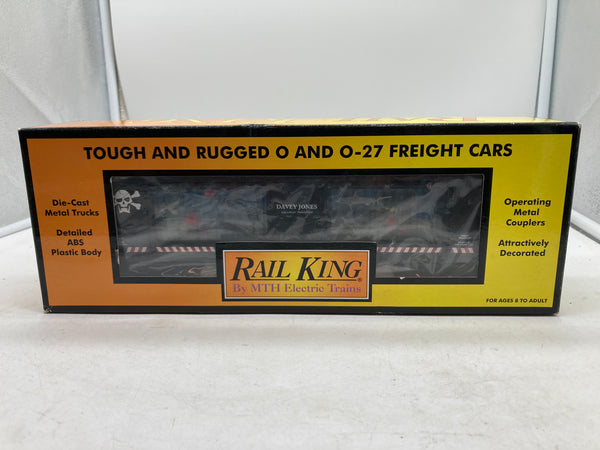 TOUGH AND RUGGED O AND O-27 FREIGHT CARS
Die-Cast
Metal Trucks
Detailed
ABS
Plastic Body
DAVEY JONES
Operating
Metal
Couplers
Attractively
Decorated
RAIL KING®
By MTH Electric Trains
FOR AGES 8 TO ADULT